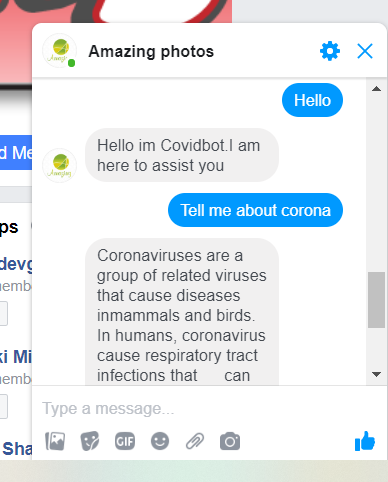 Amazing photos
Hello
Hello im Covidbot.I am
here to assist you
Tell me about corona
Coronaviruses are a
group of related viruses
that cause diseases
inmammals and birds.
In humans, coronavirus
cause respiratory tract
infections that can
Type a message...
GIF
d Me
ps
devg
membe
ki Mi
membe
Sha